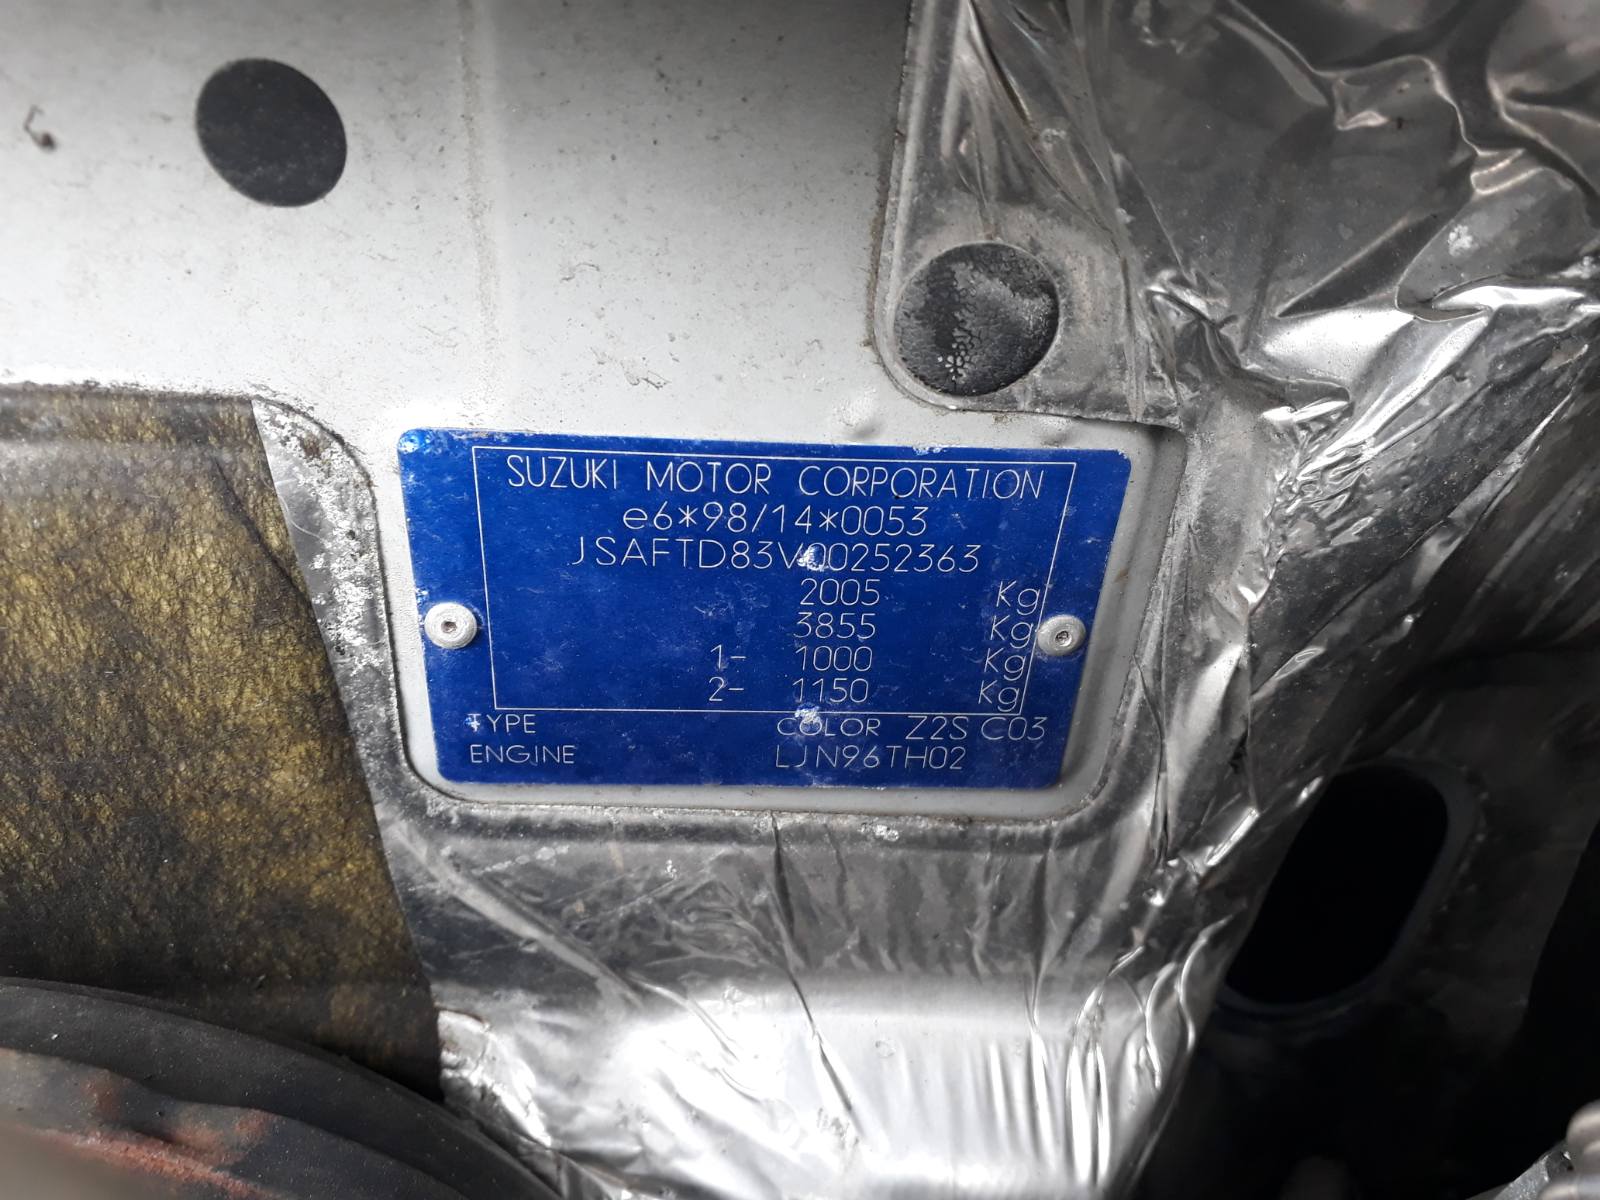 SUZUKI MOTOR CORPORATION
e6*98/14*0053
JSAFTD83V00252363
2005 Kg
3855 Kg
1- 1000 Kg
2- 1150 Kg
TYPE COLOR Z2S C03
ENGINE LJN96TH02